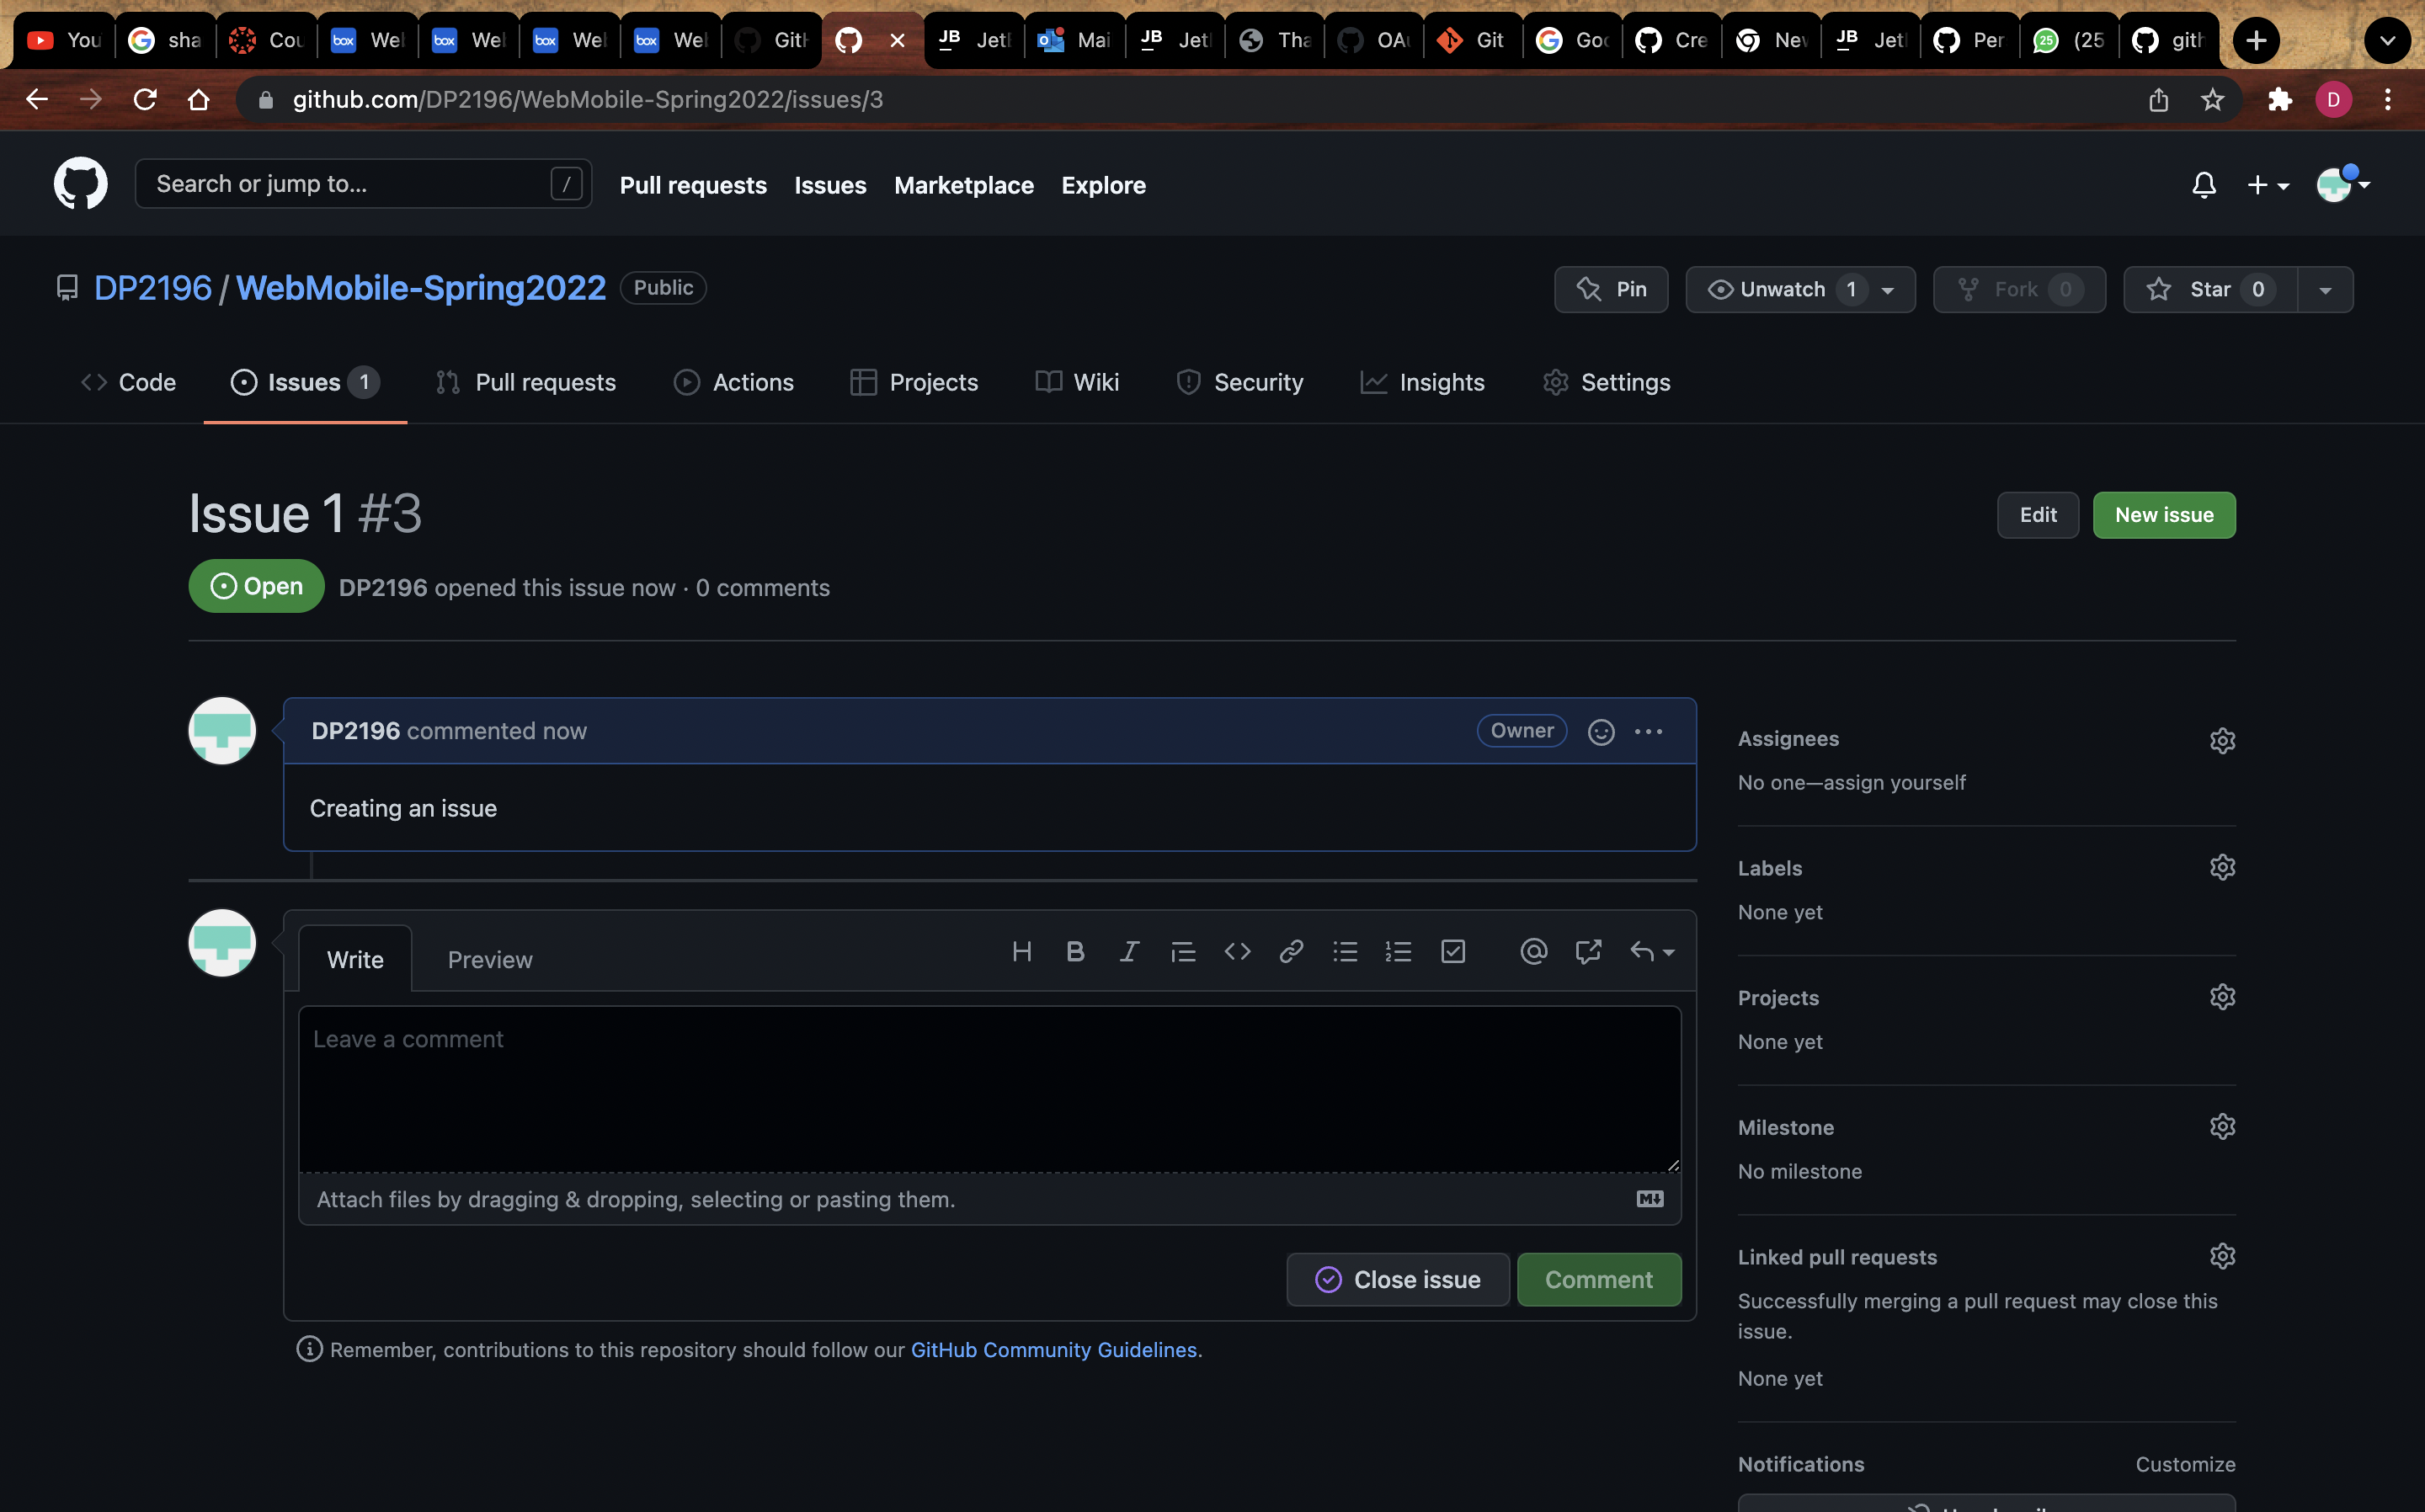 You sha Cou Wel Wel Wel Wel GitH JetB Mai Jetl Tha OAu Git Goo Cre New Jetl Per (25 gith
github.com/DP2196/WebMobile-Spring2022/issues/3 D
Search or jump to... / Pull requests Issues Marketplace Explore
DP2196 / WebMobile-Spring2022 Public Pin Unwatch 1 Fork 0 Star 0
Code Issues 1 Pull requests Actions Projects Wiki Security Insights Settings
Issue 1 #3 Edit New issue
Open DP2196 opened this issue now · 0 comments
DP2196 commented now Owner
Creating an issue
Assignees
No one—assign yourself
Labels
None yet
Write Preview
Leave a comment
Projects
None yet
Milestone
No milestone
Attach files by dragging & dropping, selecting or pasting them.
Close issue Comment
Linked pull requests
Successfully merging a pull request may close this
issue.
None yet
Remember, contributions to this repository should follow our GitHub Community Guidelines.
Notifications Customize